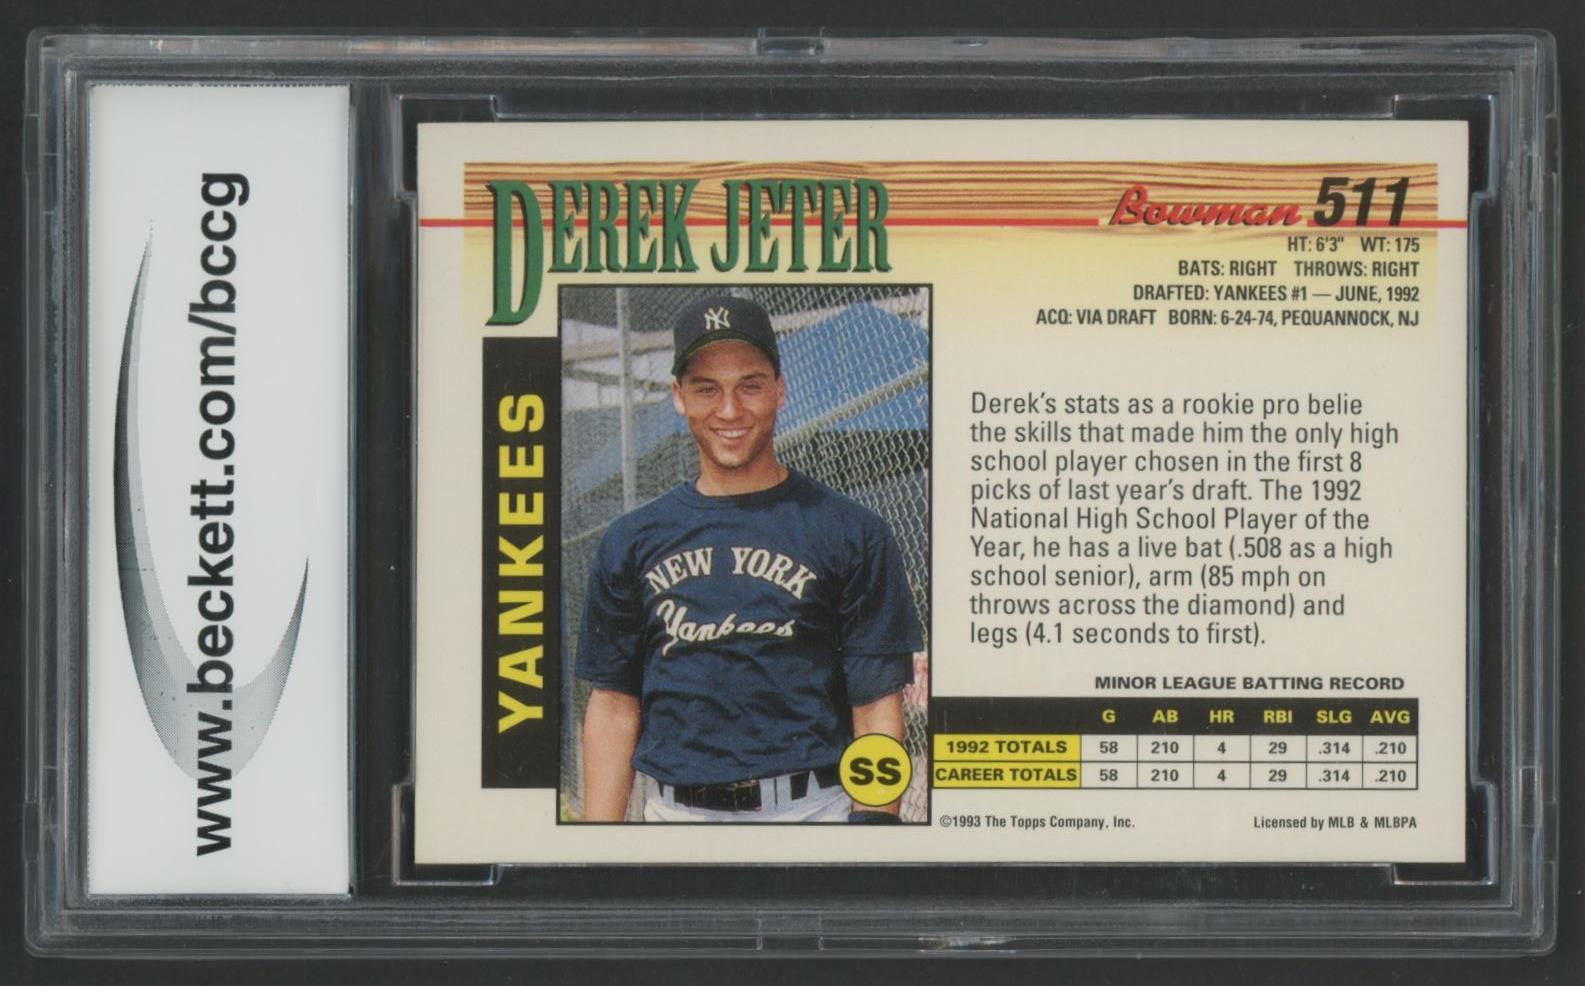 www.beckett.com/bccg
DEREK JETER
Bowman 511
HT: 6'3" WT: 175
BATS: RIGHT THROWS: RIGHT
DRAFTED: YANKEES #1 — JUNE, 1992
ACQ: VIA DRAFT BORN: 6-24-74, PEQUANNOCK, NJ
YANKEES
NY
NEW YORK
Yankees
SS
Derek's stats as a rookie pro belie
the skills that made him the only high
school player chosen in the first 8
picks of last year's draft. The 1992
National High School Player of the
Year, he has a live bat (.508 as a high
school senior), arm (85 mph on
throws across the diamond) and
legs (4.1 seconds to first).
MINOR LEAGUE BATTING RECORD
G AB HR RBI SLG AVG
1992 TOTALS 58 210 4 29 .314 .210
CAREER TOTALS 58 210 4 29 .314 .210
©1993 The Topps Company, Inc. Licensed by MLB & MLBPA